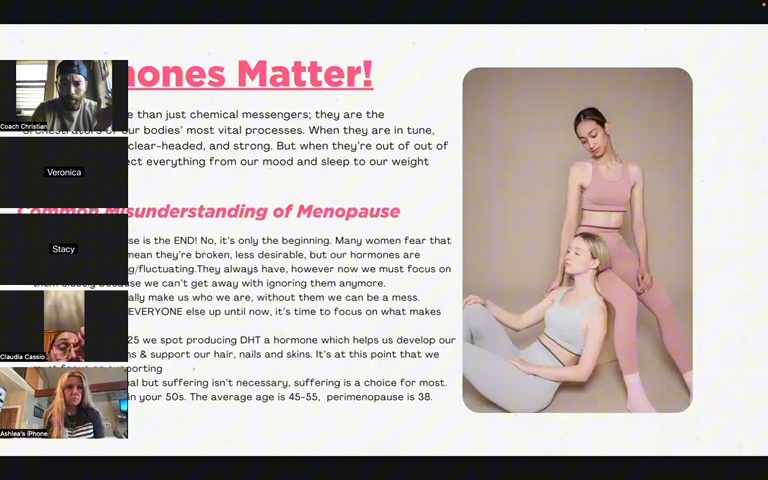 ones Matter!
e than just chemical messengers; they are the
our bodies' most vital processes. When they are in tune,
clear-headed, and strong. But when they're out of out of
ect everything from our mood and sleep to our weight
Common Misunderstanding of Menopause
se is the END! No, it's only the beginning. Many women fear that
mean they're broken, less desirable, but our hormones are
g/fluctuating.They always have, however now we must focus on
because we can't get away with ignoring them anymore.
ally make us who we are, without them we can be a mess.
EVERYONE else up until now, it's time to focus on what makes
25 we spot producing DHT a hormone which helps us develop our
ns & support our hair, nails and skins. It's at this point that we
porting
al but suffering isn't necessary, suffering is a choice for most.
in your 50s. The average age is 45-55, perimenopause is 38.
Coach Christian
Veronica
Stacy
Claudia Cassio
Ashlea's iPhone